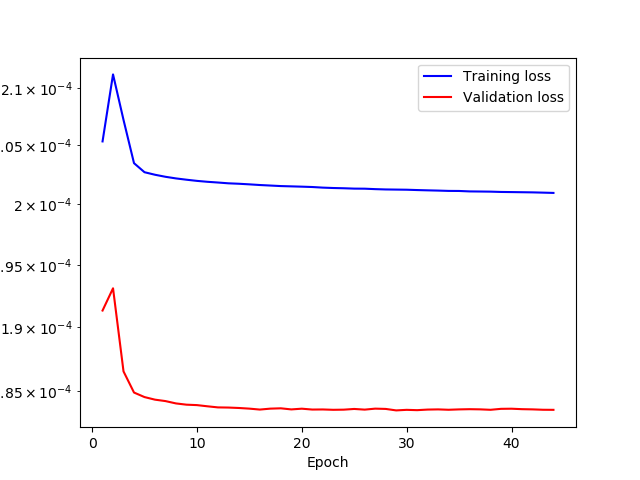 Training loss
Validation loss
2.1 × 10⁻⁴
.05 × 10⁻⁴
2 × 10⁻⁴
.95 × 10⁻⁴
.9 × 10⁻⁴
.85 × 10⁻⁴
0 10 20 30 40
Epoch